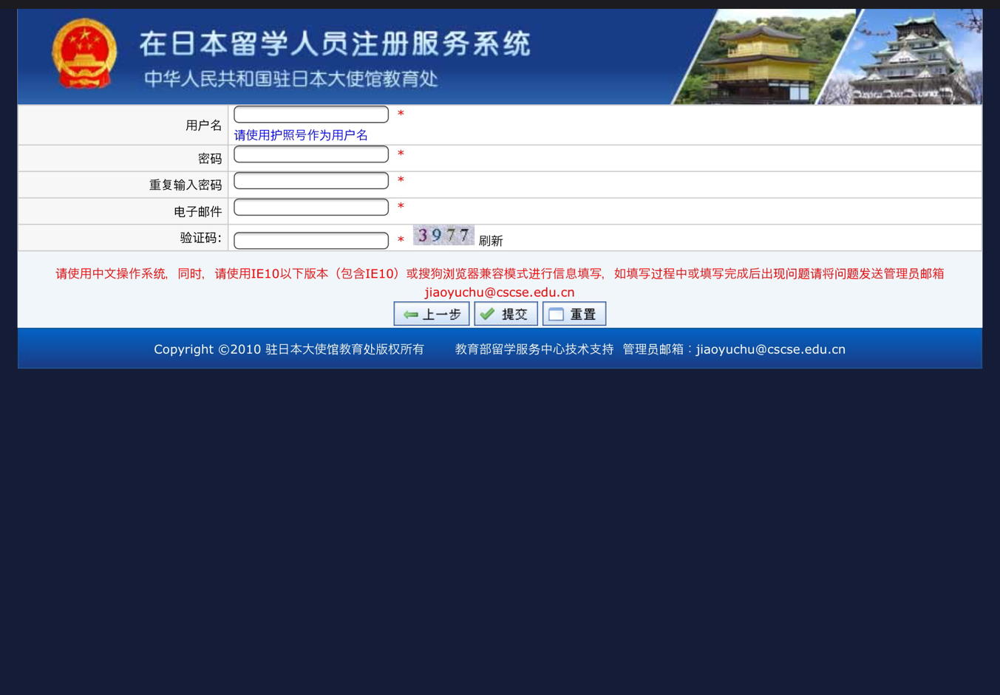 在日本留学人员注册服务系统
中华人民共和国驻日本大使馆教育处
用户名 *
请使用护照号作为用户名
密码 *
重复输入密码 *
电子邮件 *
验证码: * 3977 刷新
请使用中文操作系统，同时，请使用IE10以下版本（包含IE10）或搜狗浏览器兼容模式进行信息填写，如填写过程中或填写完成后出现问题请将问题发送管理员邮箱
jiaoyuchu@cscse.edu.cn
上一步 提交 重置
Copyright ©2010 驻日本大使馆教育处版权所有 教育部留学服务中心技术支持 管理员邮箱：jiaoyuchu@cscse.edu.cn